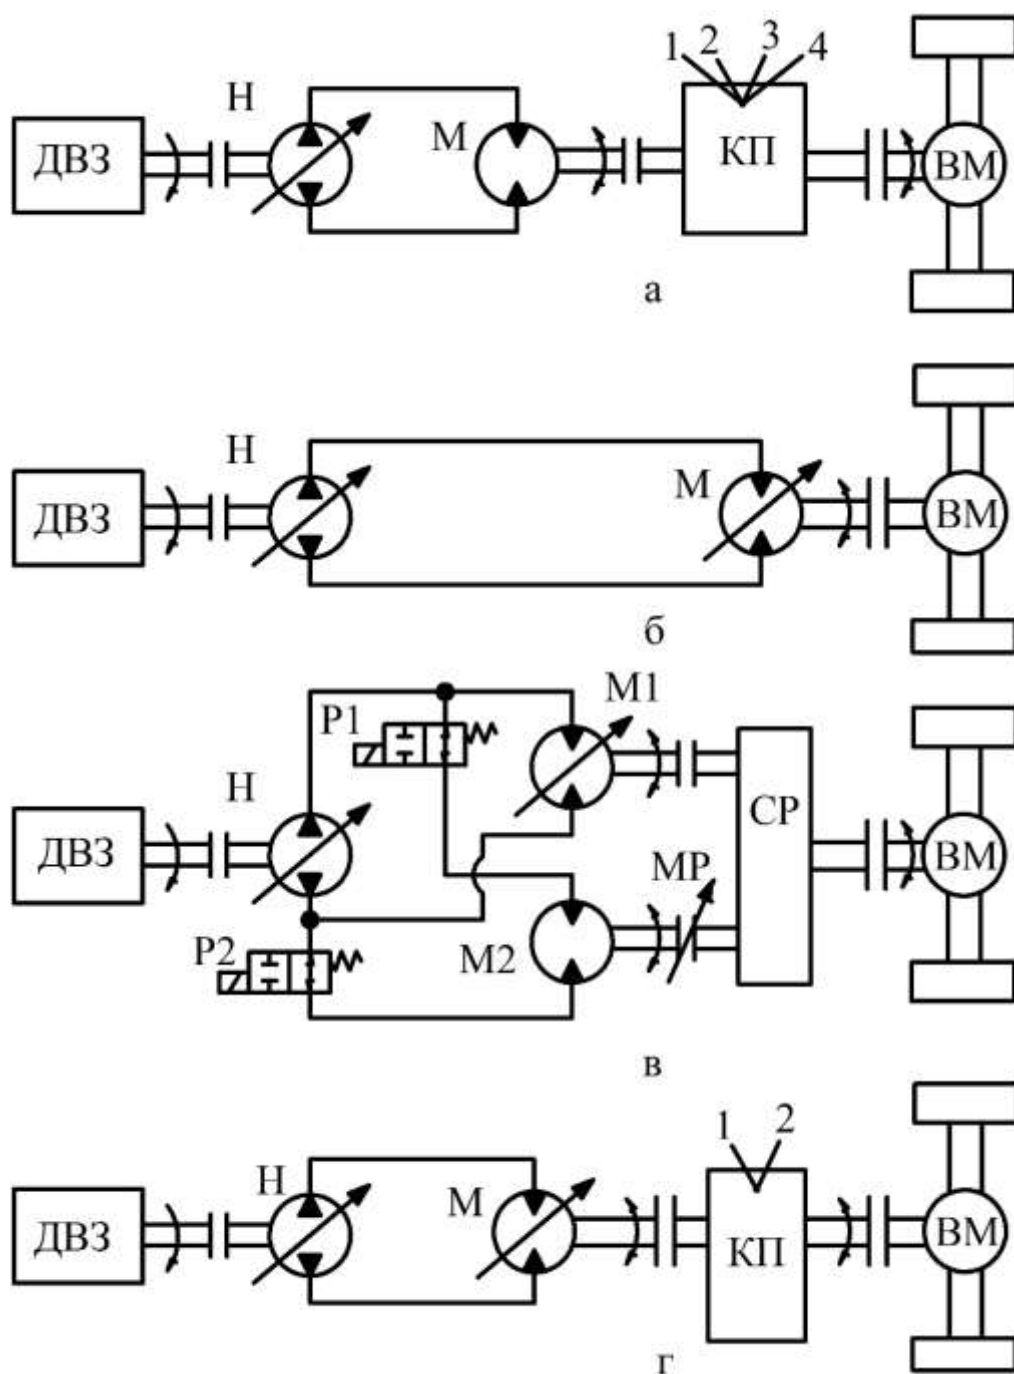 1 2 3 4
Н
ДВЗ М КП ВМ
а
Н
ДВЗ М ВМ
б
М1
Р1
Н
ДВЗ СР ВМ
МР
Р2 М2
в
1 2
Н
ДВЗ М КП ВМ
г